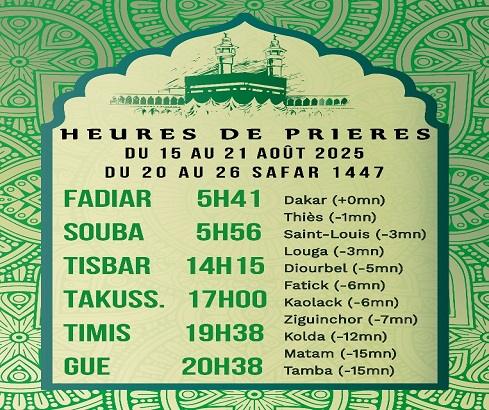 HEURES DE PRIERES
DU 15 AU 21 AOÛT 2025
DU 20 AU 26 SAFAR 1447
FADIAR 5H41
SOUBA 5H56
TISBAR 14H15
TAKUSS. 17H00
TIMIS 19H38
GUE 20H38
Dakar (+0mn)
Thiès (-1mn)
Saint-Louis (-3mn)
Louga (-3mn)
Diourbel (-5mn)
Fatick (-6mn)
Kaolack (-6mn)
Ziguinchor (-7mn)
Kolda (-12mn)
Matam (-15mn)
Tamba (-15mn)